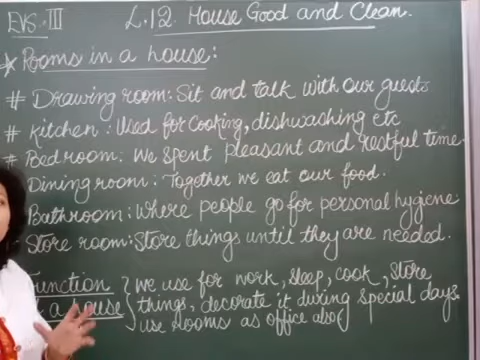 EVS. III L.12 House Good and Clean.
* Rooms in a house:
# Drawing room: Sit and talk with our guests
# Kitchen: Used for cooking, dishwashing etc
# Bedroom: We spent pleasant and restful time.
Dining room: Together we eat our food.
Bathroom: Where people go for personal hygiene
Store room: Store things until they are needed.
Function } we use for work, sleep, cook, store
a house } things, decorate it during special days.
use rooms as office also